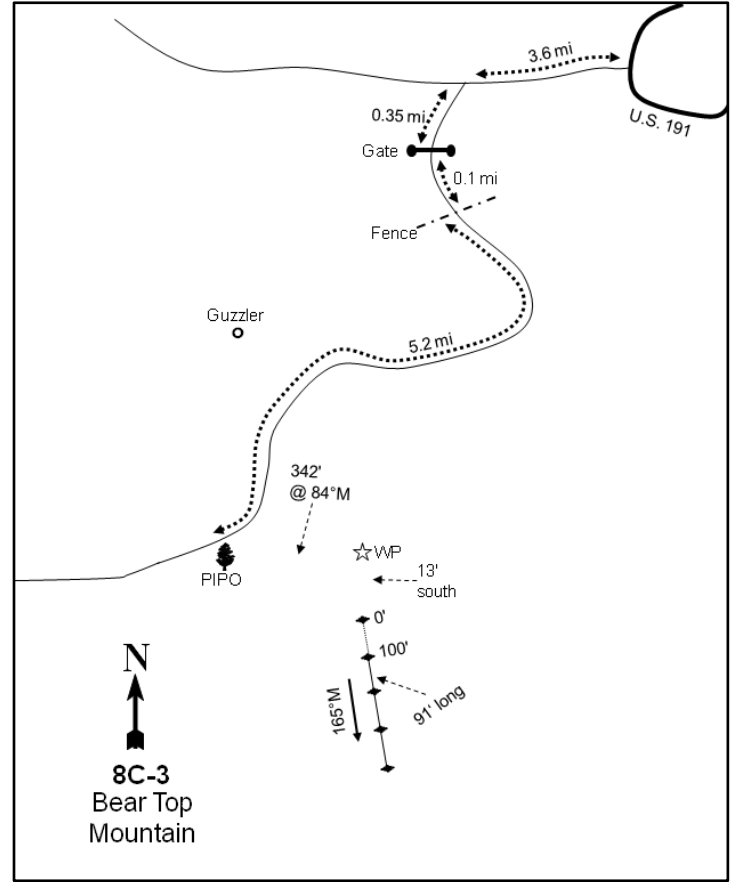 3.6 mi
U.S. 191
0.35 mi
Gate
0.1 mi
Fence
Guzzler
5.2 mi
342'
@ 84°M
WP
PIPO
13'
south
0'
100'
165°M
91' long
N
8C-3
Bear Top
Mountain